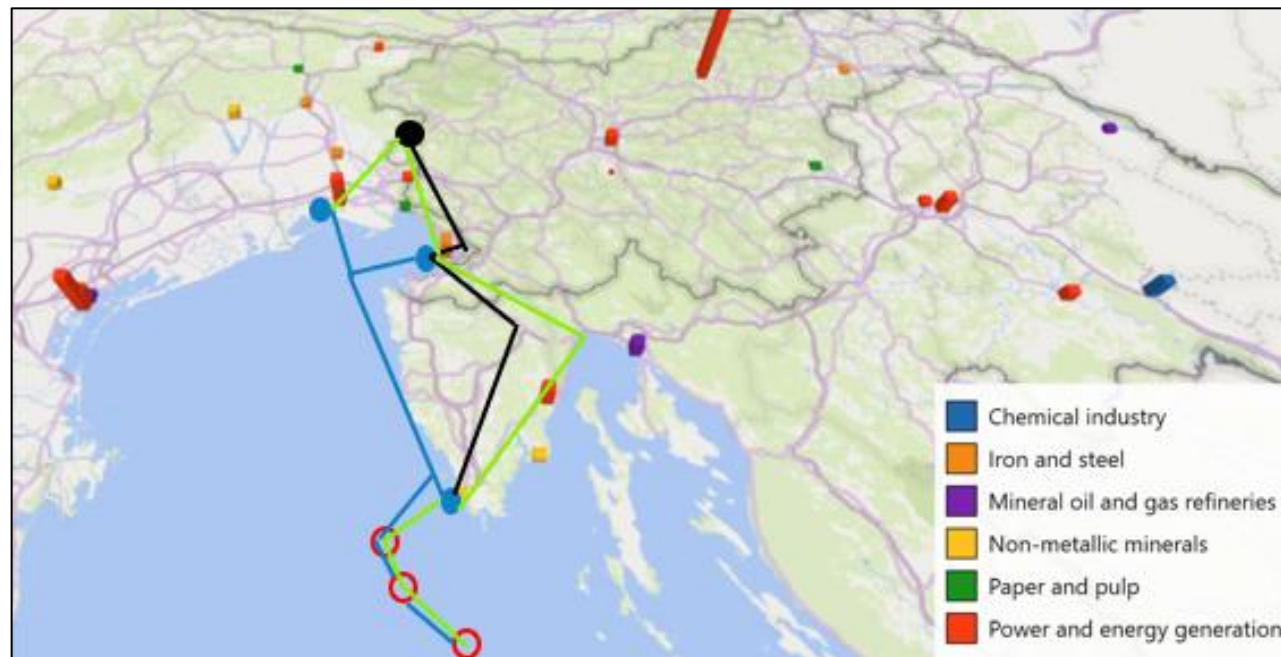 Chemical industry
Iron and steel
Mineral oil and gas refineries
Non-metallic minerals
Paper and pulp
Power and energy generation